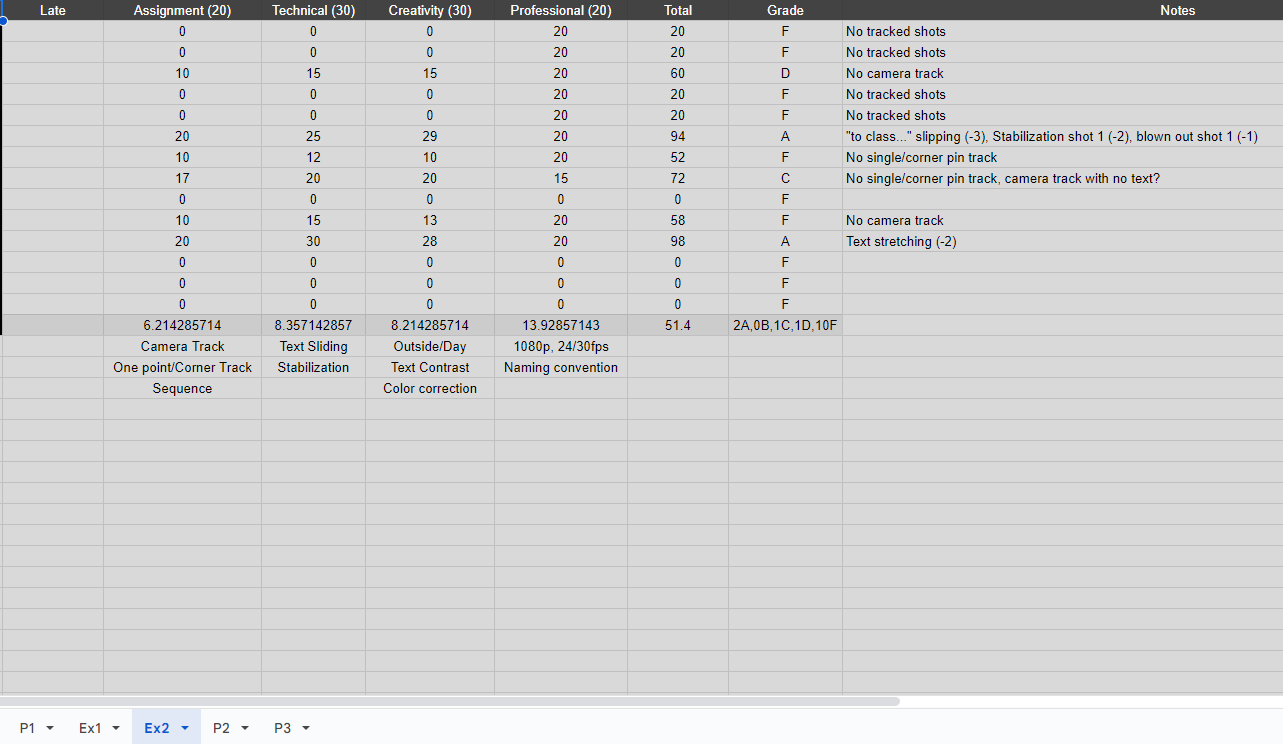 Late Assignment (20) Technical (30) Creativity (30) Professional (20) Total Grade Notes
0 0 0 20 20 F No tracked shots
0 0 0 20 20 F No tracked shots
10 15 15 20 60 D No camera track
0 0 0 20 20 F No tracked shots
0 0 0 20 20 F No tracked shots
20 25 29 20 94 A "to class..." slipping (-3), Stabilization shot 1 (-2), blown out shot 1 (-1)
10 12 10 20 52 F No single/corner pin track
17 20 20 15 72 C No single/corner pin track, camera track with no text?
0 0 0 0 0 F
10 15 13 20 58 F No camera track
20 30 28 20 98 A Text stretching (-2)
0 0 0 0 0 F
0 0 0 0 0 F
0 0 0 0 0 F
6.214285714 8.357142857 8.214285714 13.92857143 51.4 2A,0B,1C,1D,10F
Camera Track Text Sliding Outside/Day 1080p, 24/30fps
One point/Corner Track Stabilization Text Contrast Naming convention
Sequence Color correction
P1 Ex1 Ex2 P2 P3